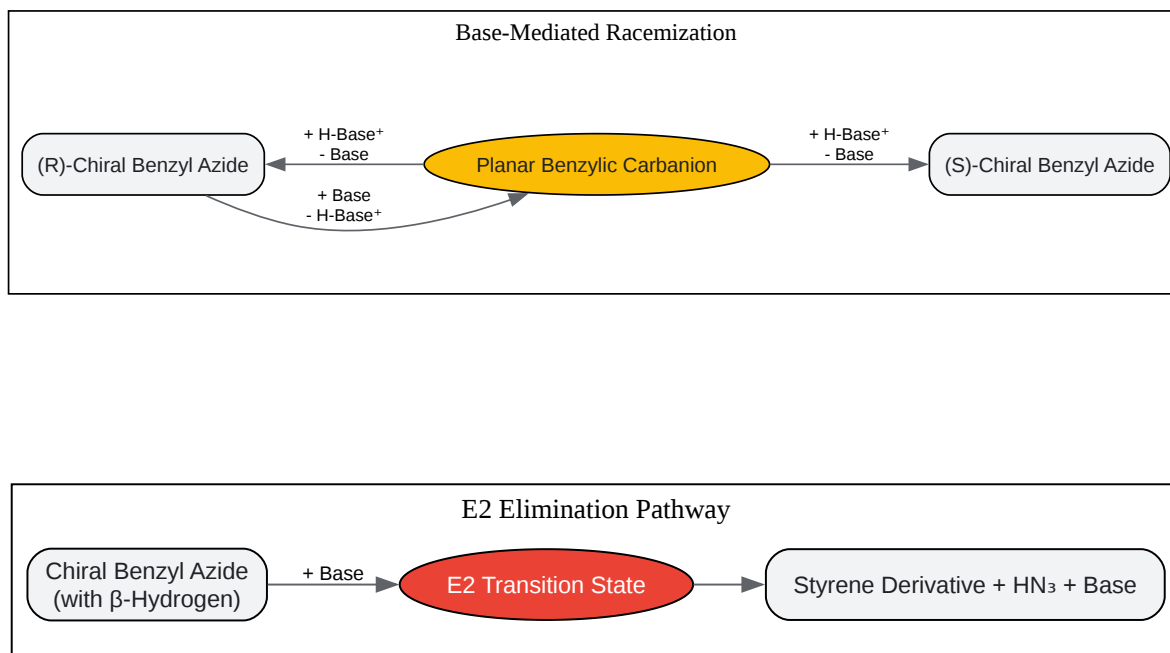 Base-Mediated Racemization
+ H-Base⁺
- Base
+ H-Base⁺
- Base
(R)-Chiral Benzyl Azide
Planar Benzylic Carbanion
(S)-Chiral Benzyl Azide
+ Base
- H-Base⁺
E2 Elimination Pathway
Chiral Benzyl Azide
(with β-Hydrogen)
+ Base
E2 Transition State
Styrene Derivative + HN₃ + Base